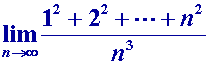 lim n→∞ (1² + 2² + ⋯ + n²) / n³